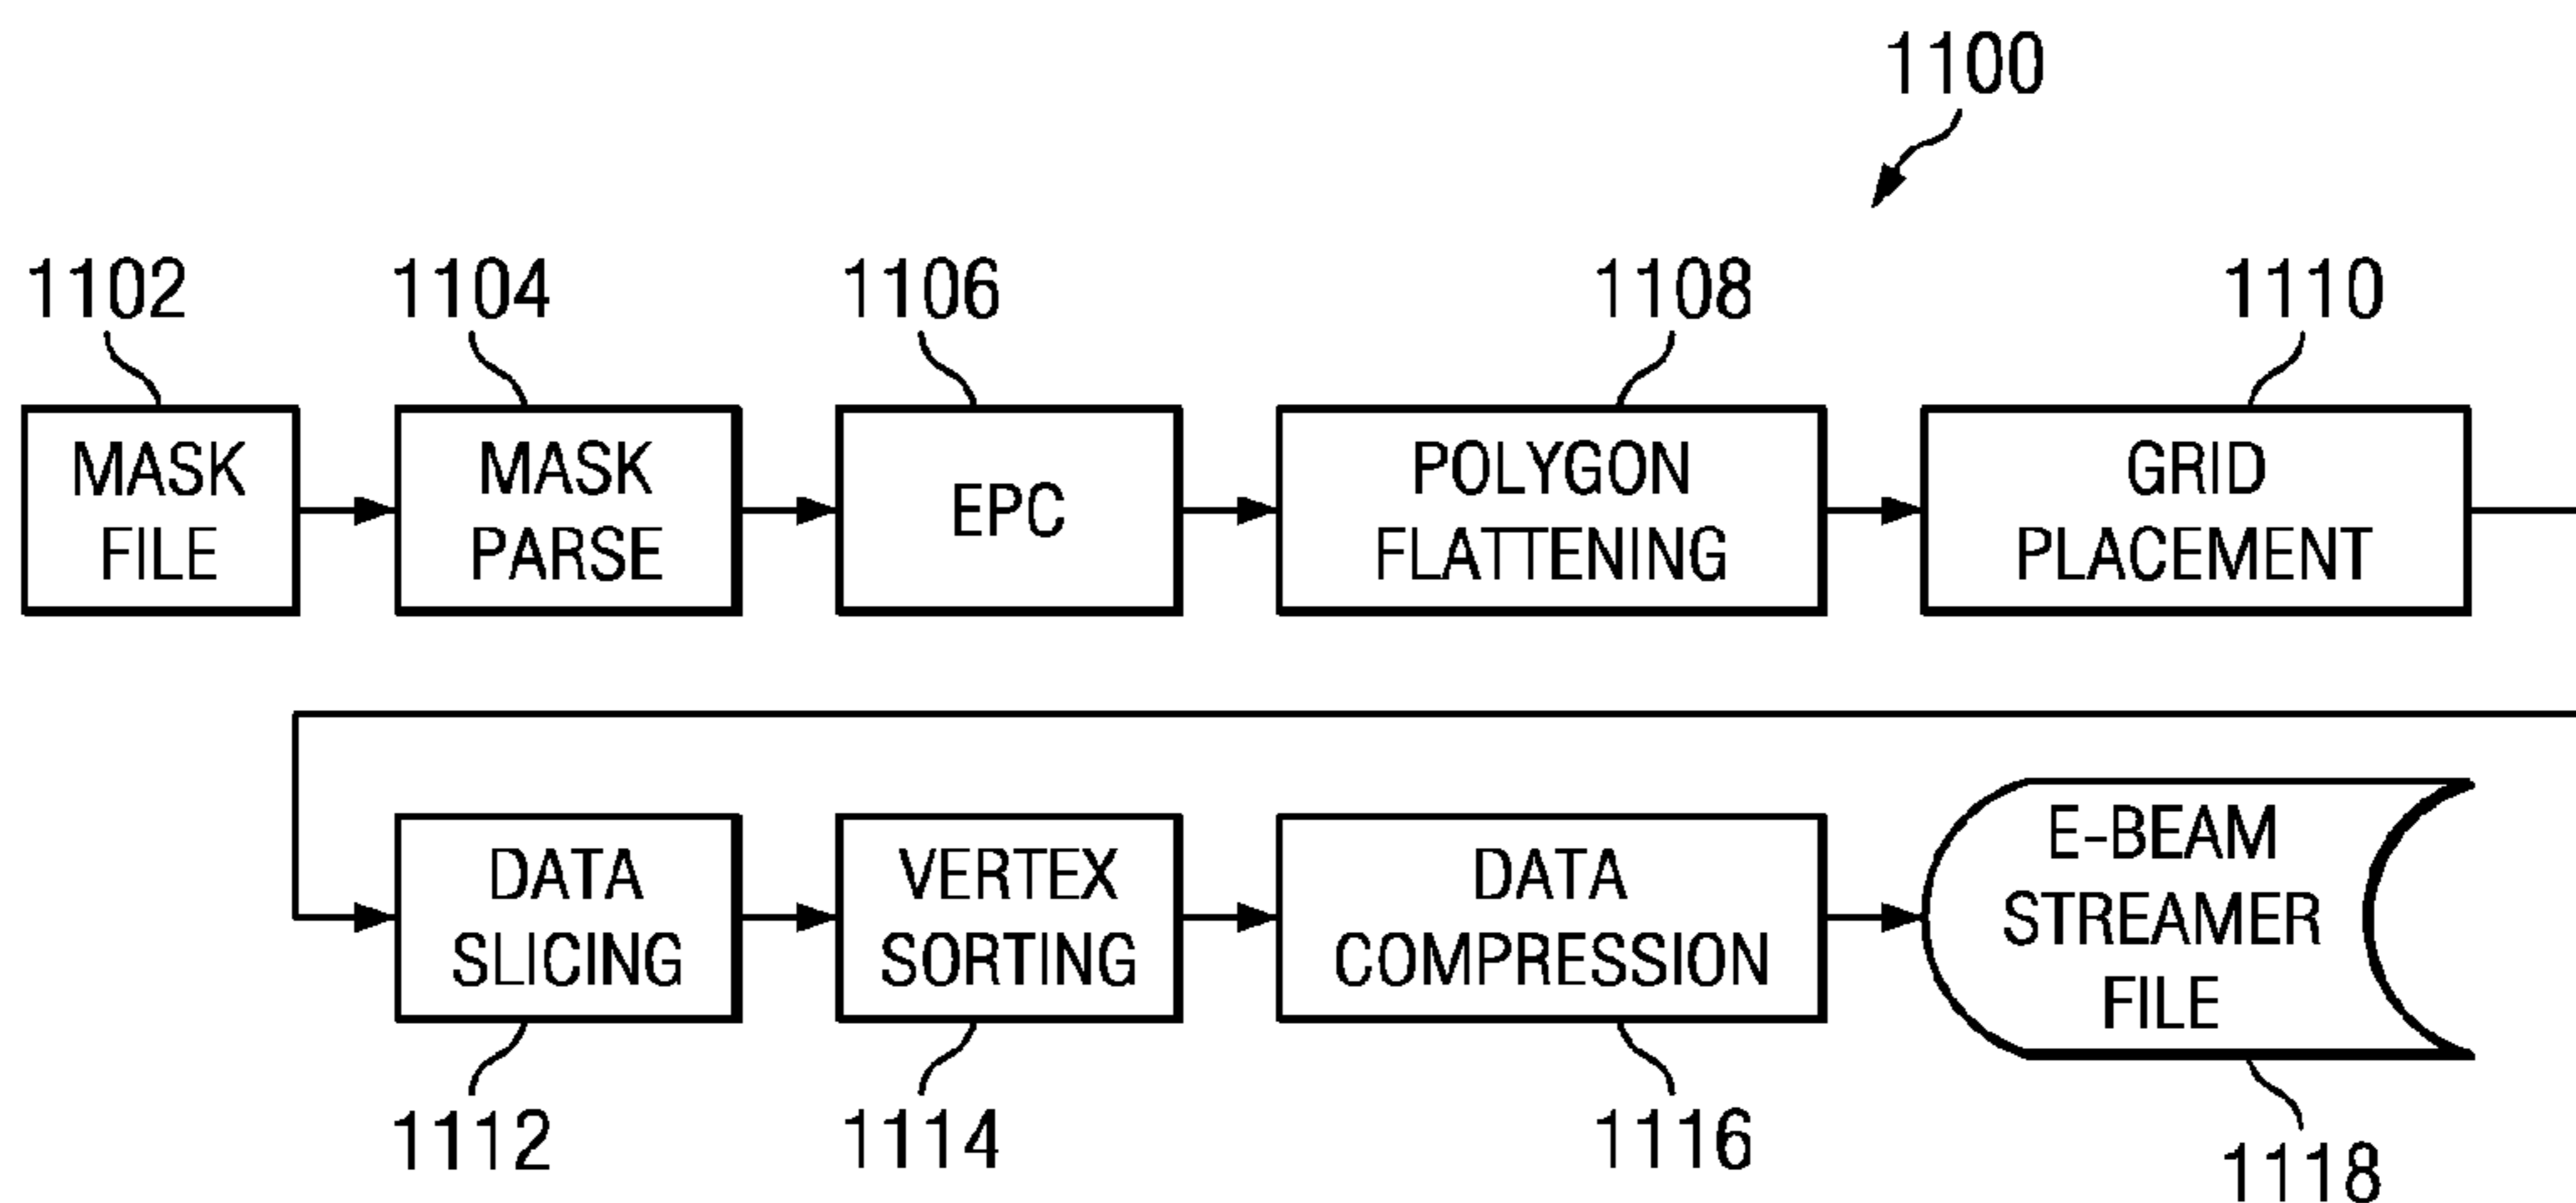 1100
1102
1104
1106
1108
1110
MASK
FILE
MASK
PARSE
EPC
POLYGON
FLATTENING
GRID
PLACEMENT
DATA
SLICING
VERTEX
SORTING
DATA
COMPRESSION
E-BEAM
STREAMER
FILE
1112
1114
1116
1118